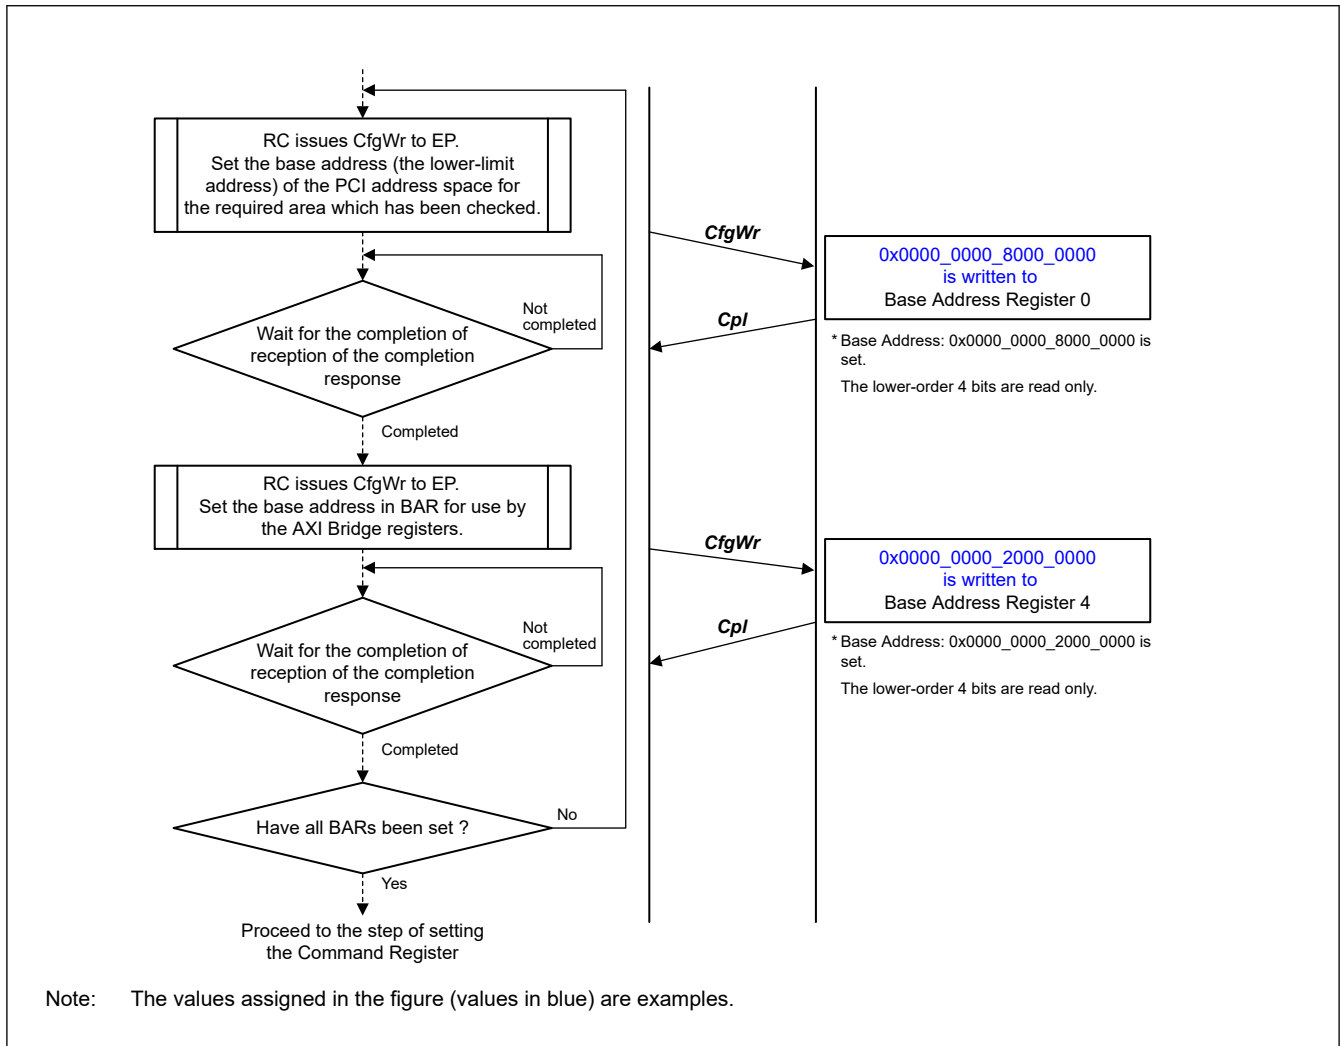 RC issues CfgWr to EP.
Set the base address (the lower-limit
address) of the PCI address space for
the required area which has been checked.
CfgWr
0x0000_0000_8000_0000
is written to
Base Address Register 0
Not
completed
Cpl
Wait for the completion of
reception of the completion
response
* Base Address: 0x0000_0000_8000_0000 is
set.
The lower-order 4 bits are read only.
Completed
RC issues CfgWr to EP.
Set the base address in BAR for use by
the AXI Bridge registers.
CfgWr
0x0000_0000_2000_0000
is written to
Base Address Register 4
Not
completed
Cpl
Wait for the completion of
reception of the completion
response
* Base Address: 0x0000_0000_2000_0000 is
set.
The lower-order 4 bits are read only.
Completed
Have all BARs been set ?
No
Yes
Proceed to the step of setting
the Command Register
Note: The values assigned in the figure (values in blue) are examples.